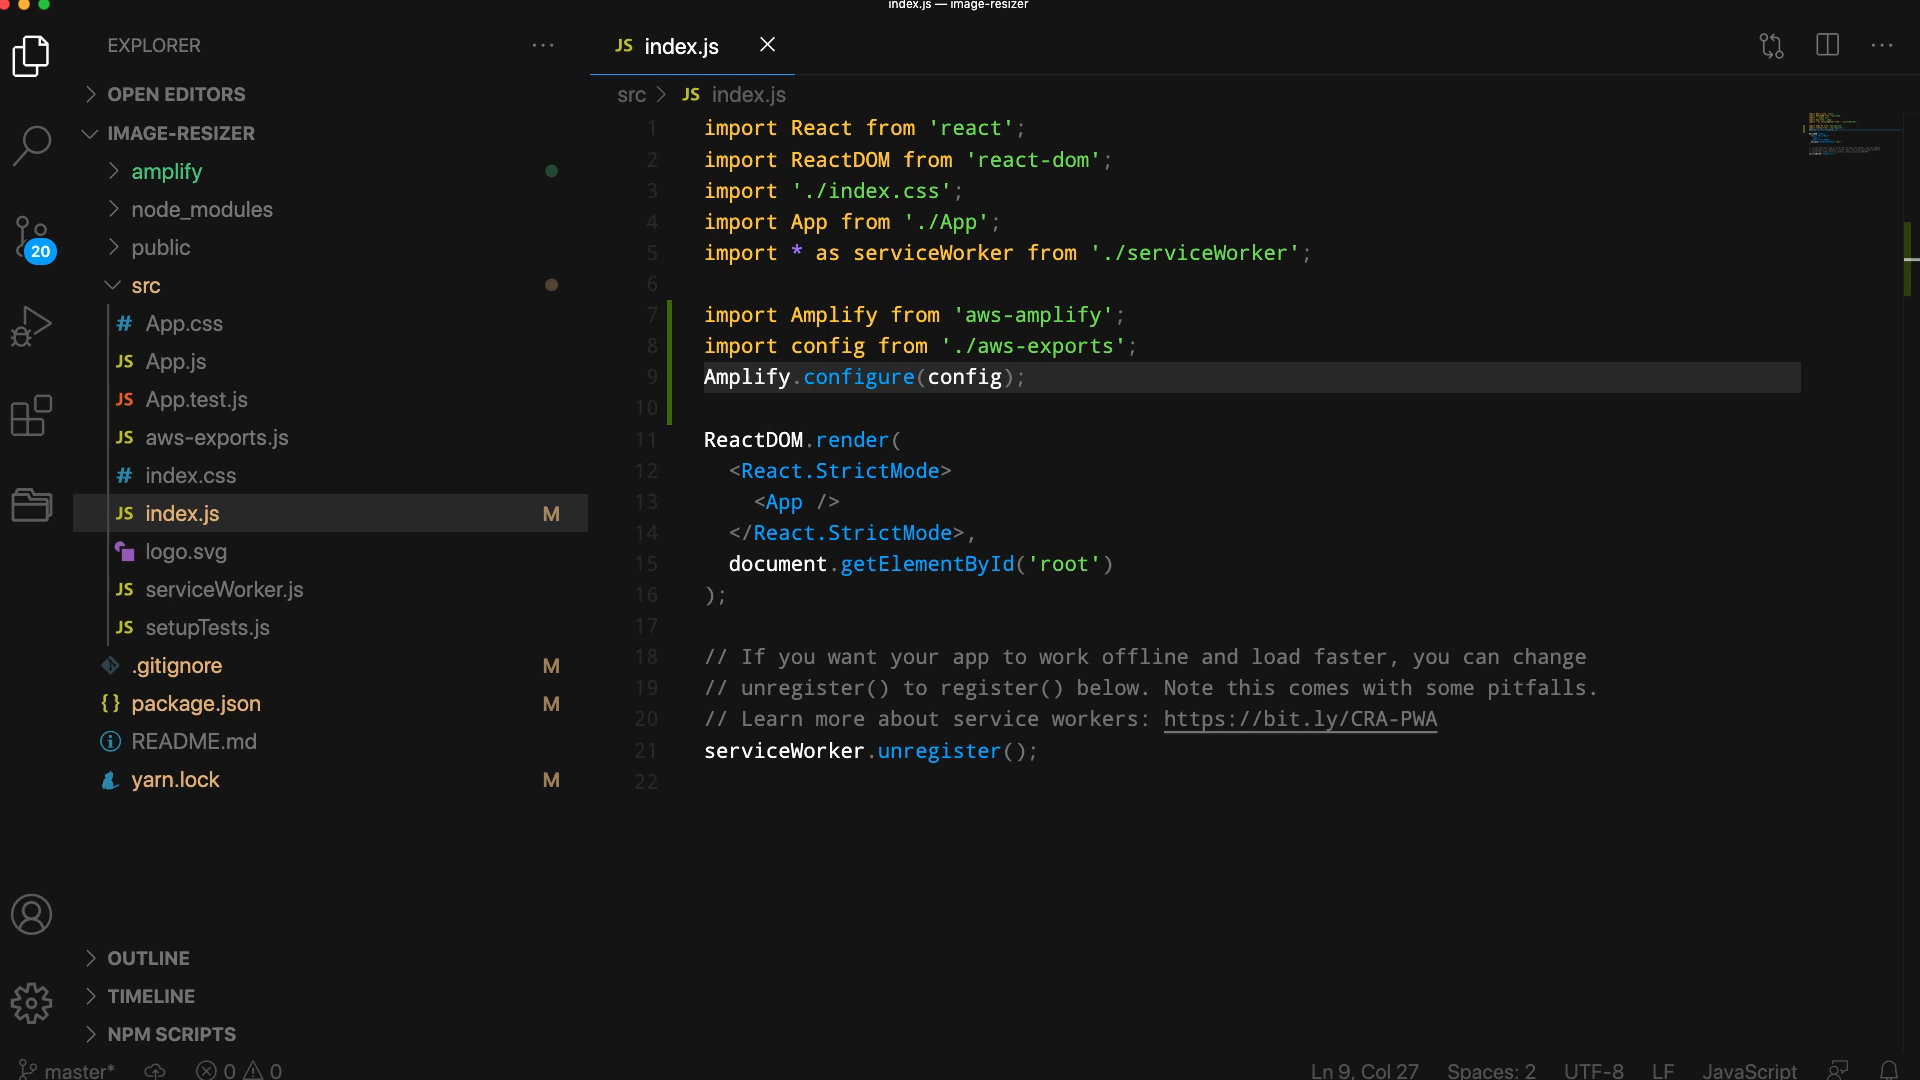 index.js — image-resizer
EXPLORER
OPEN EDITORS
IMAGE-RESIZER
amplify
node_modules
public
src
# App.css
JS App.js
JS App.test.js
JS aws-exports.js
# index.css
JS index.js M
logo.svg
JS serviceWorker.js
JS setupTests.js
.gitignore M
{} package.json M
README.md
yarn.lock M
20
OUTLINE
TIMELINE
NPM SCRIPTS
JS index.js
src > JS index.js
1 import React from 'react';
2 import ReactDOM from 'react-dom';
3 import './index.css';
4 import App from './App';
5 import * as serviceWorker from './serviceWorker';
6
7 import Amplify from 'aws-amplify';
8 import config from './aws-exports';
9 Amplify.configure(config);
10
11 ReactDOM.render(
12 <React.StrictMode>
13 <App />
14 </React.StrictMode>,
15 document.getElementById('root')
16 );
17
18 // If you want your app to work offline and load faster, you can change
19 // unregister() to register() below. Note this comes with some pitfalls.
20 // Learn more about service workers: https://bit.ly/CRA-PWA
21 serviceWorker.unregister();
22
master* 0 0 Ln 9, Col 27 Spaces: 2 UTF-8 LF JavaScript